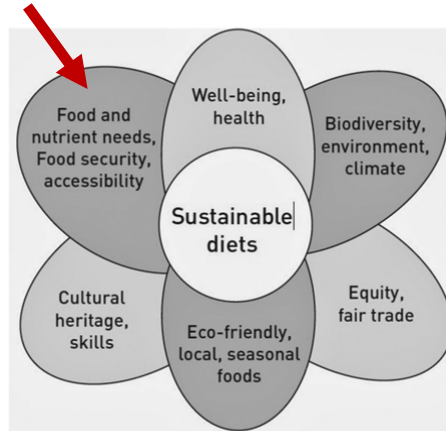 Well-being,
health
Food and
nutrient needs,
Food security,
accessibility
Biodiversity,
environment,
climate
Sustainable
diets
Cultural
heritage,
skills
Equity,
fair trade
Eco-friendly,
local, seasonal
foods